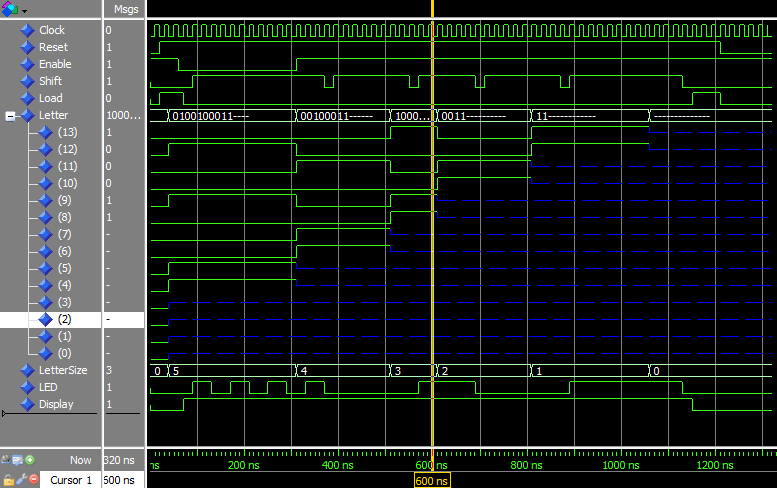 Msgs
Clock 0
Reset 1
Enable 1
Shift 1
Load 0
Letter 1000... 0100100011---- 00100011------ 1000... 0011---------- 11------------ --------------
(13) 1
(12) 0
(11) 0
(10) 0
(9) 1
(8) 1
(7) -
(6) -
(5) -
(4) -
(3) -
(2) -
(1) -
(0) -
LetterSize 3 0 5 4 3 2 1 0
LED 1
Display 1
Now 320 ns ns 200 ns 400 ns 600 ns 800 ns 1000 ns 1200 ns
Cursor 1 600 ns 600 ns